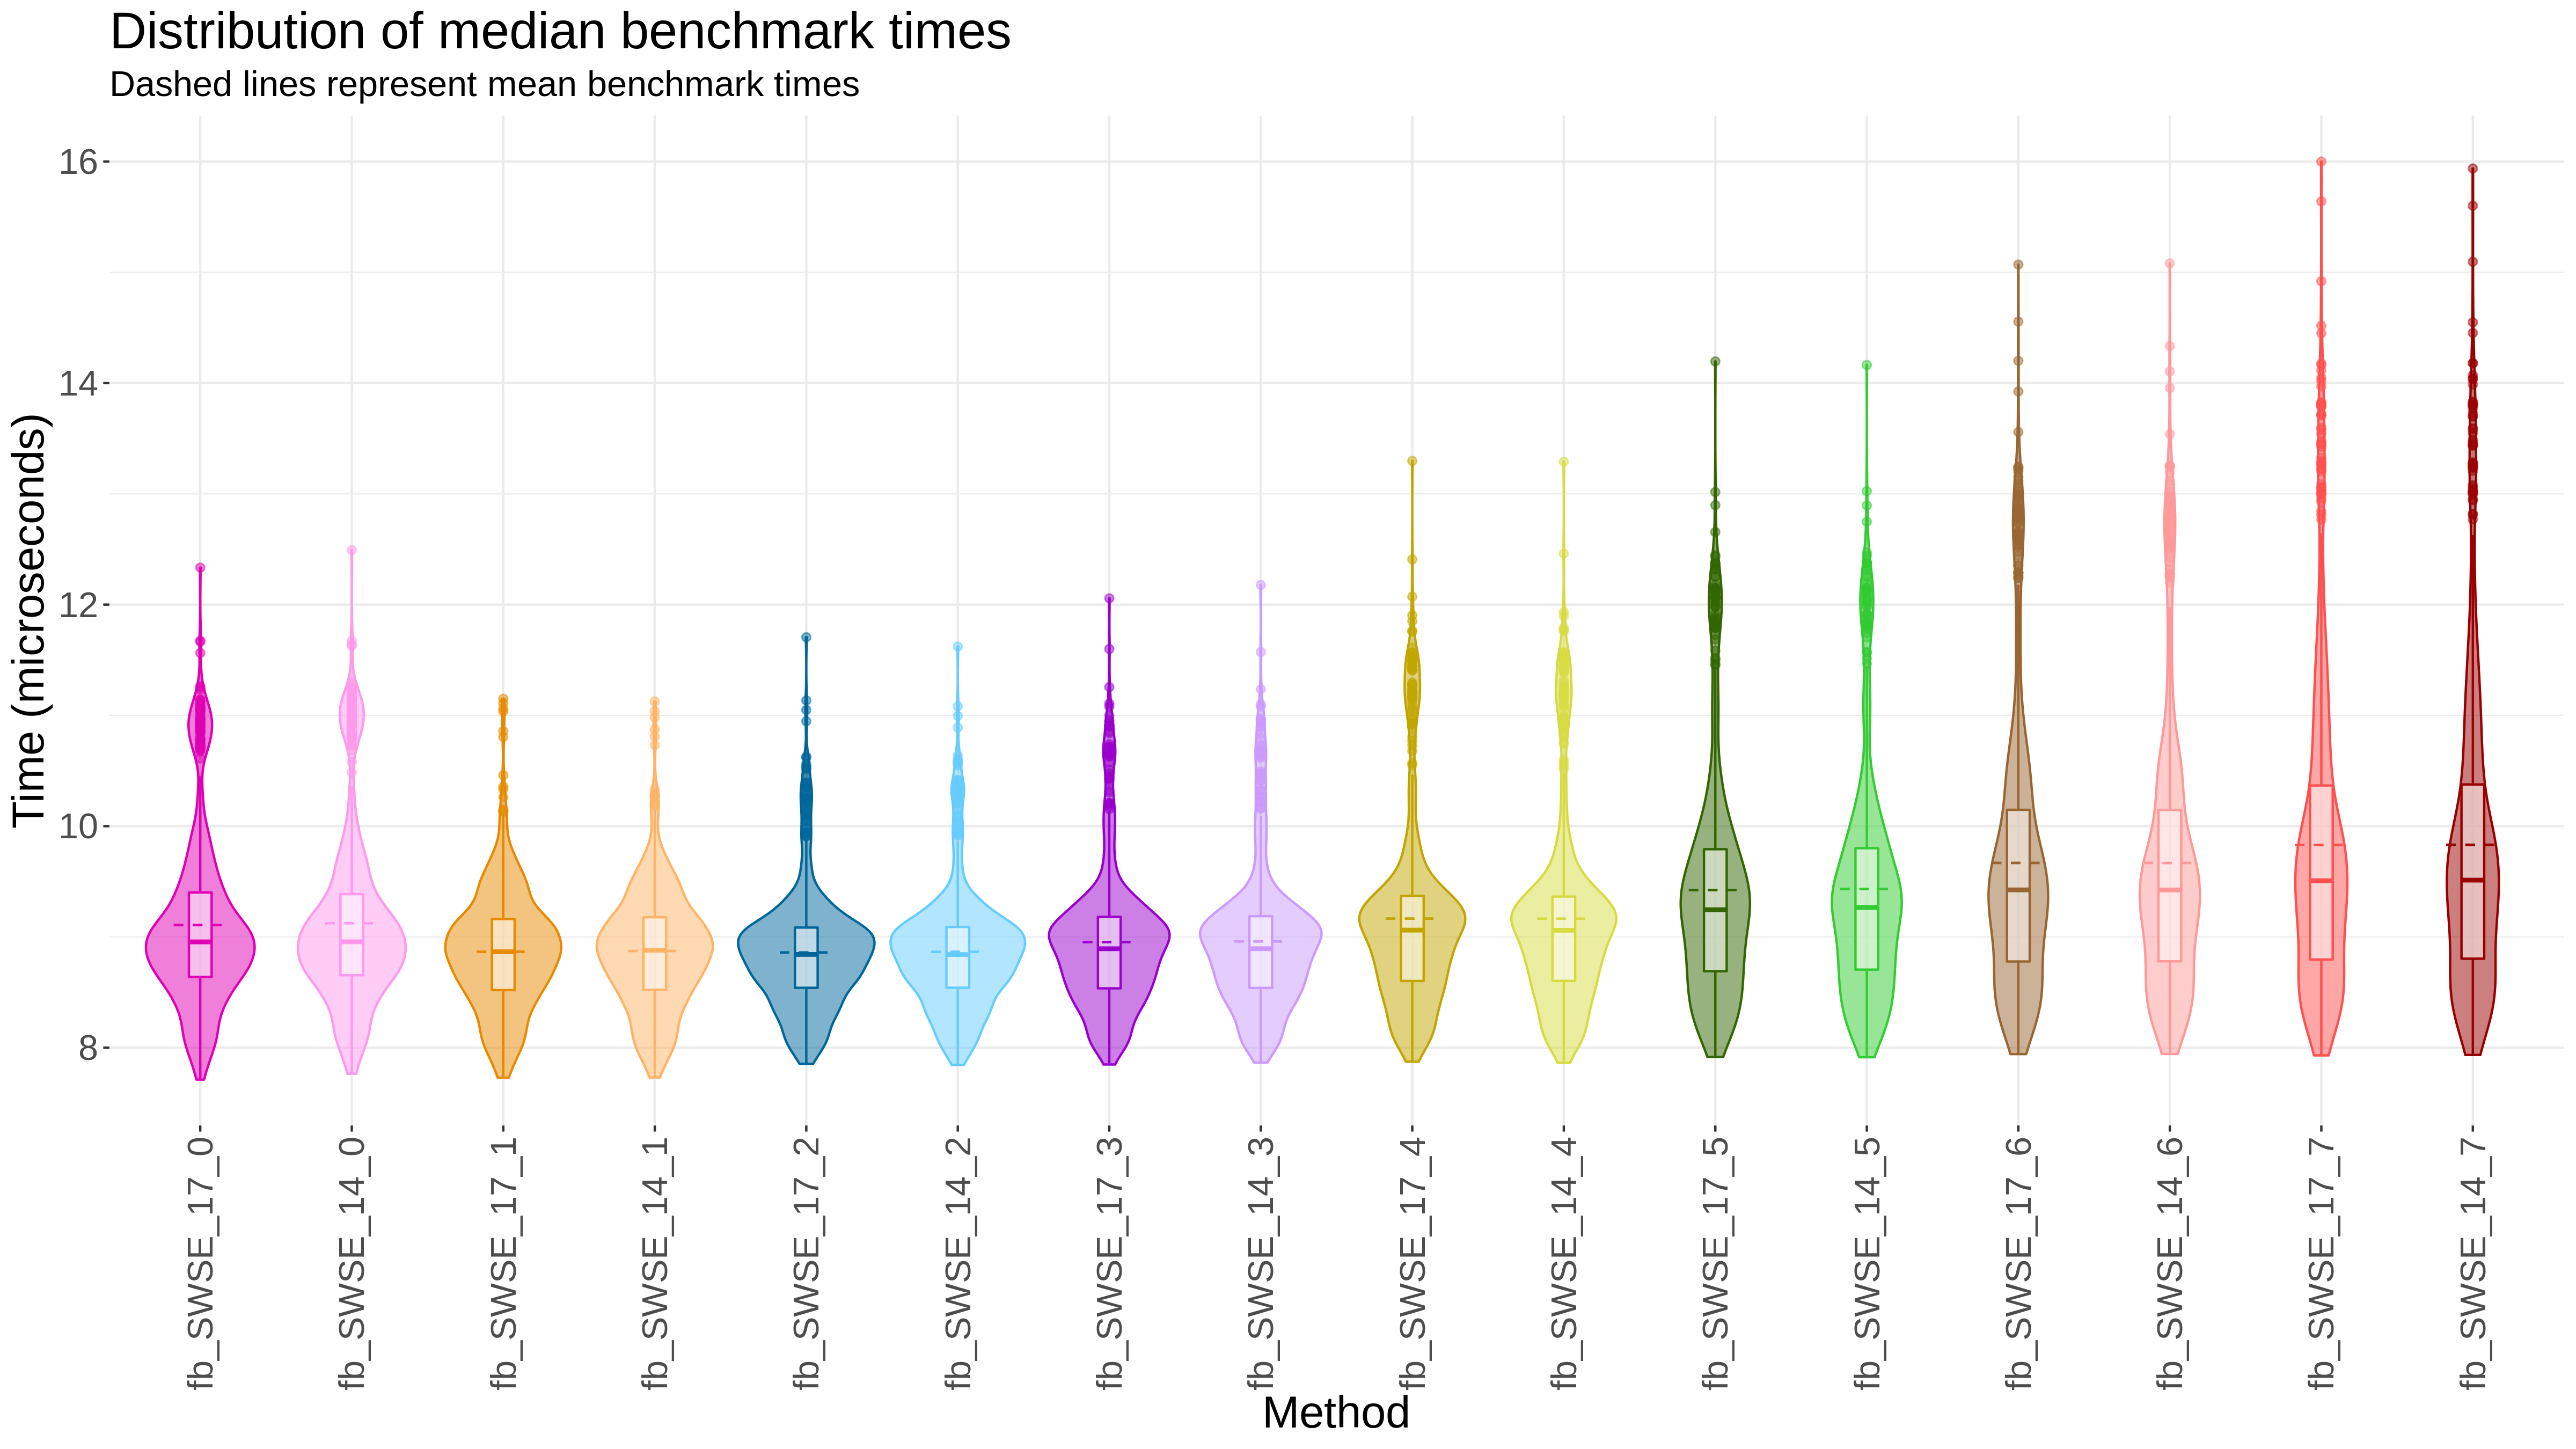 Distribution of median benchmark times
Dashed lines represent mean benchmark times
Time (microseconds)
16
14
12
10
8
fb_SWSE_17_0
fb_SWSE_14_0
fb_SWSE_17_1
fb_SWSE_14_1
fb_SWSE_17_2
fb_SWSE_14_2
fb_SWSE_17_3
fb_SWSE_14_3
fb_SWSE_17_4
fb_SWSE_14_4
fb_SWSE_17_5
fb_SWSE_14_5
fb_SWSE_17_6
fb_SWSE_14_6
fb_SWSE_17_7
fb_SWSE_14_7
Method